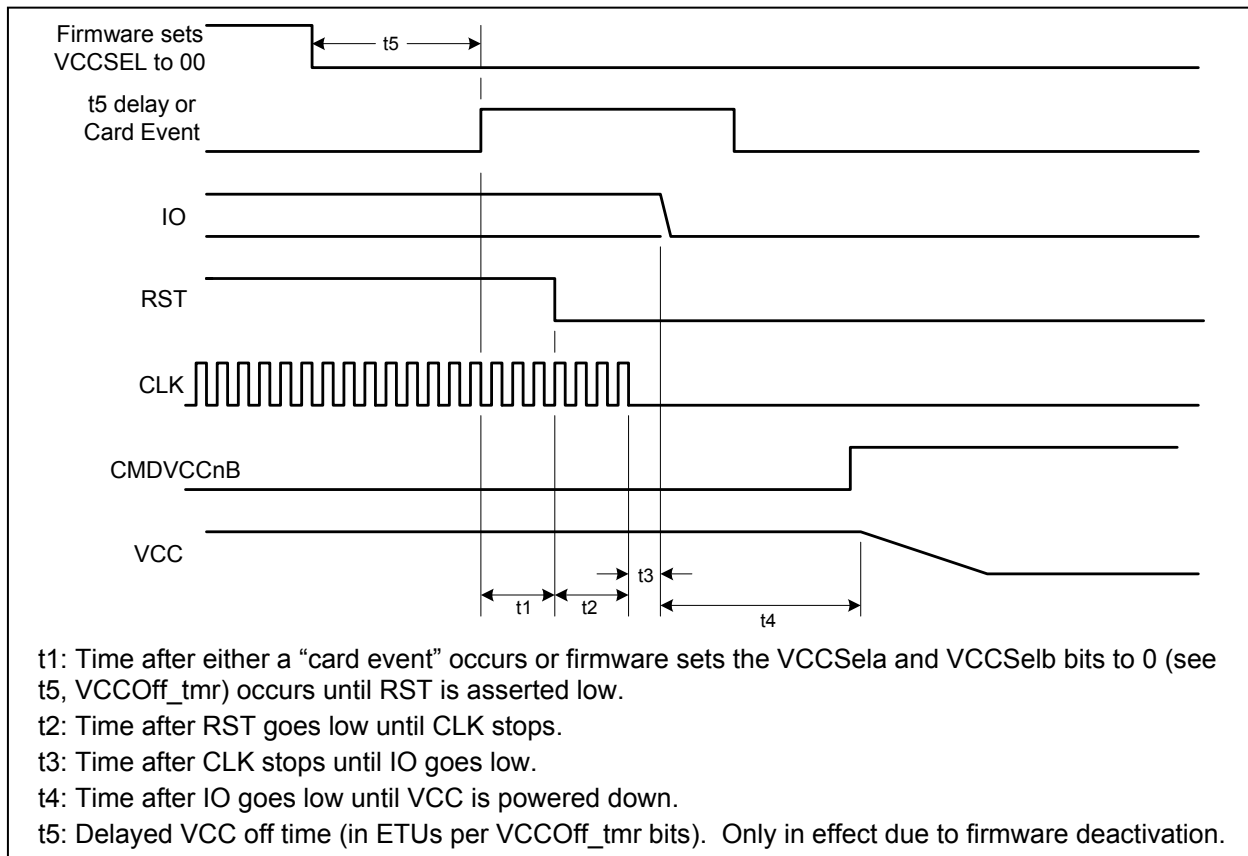 Firmware sets
VCCSEL to 00
t5
t5 delay or
Card Event
IO
RST
CLK
CMDVCCnB
VCC
t3
t1
t2
t4
t1: Time after either a “card event” occurs or firmware sets the VCCSela and VCCSelb bits to 0 (see
t5, VCCOff_tmr) occurs until RST is asserted low.
t2: Time after RST goes low until CLK stops.
t3: Time after CLK stops until IO goes low.
t4: Time after IO goes low until VCC is powered down.
t5: Delayed VCC off time (in ETUs per VCCOff_tmr bits).  Only in effect due to firmware deactivation.